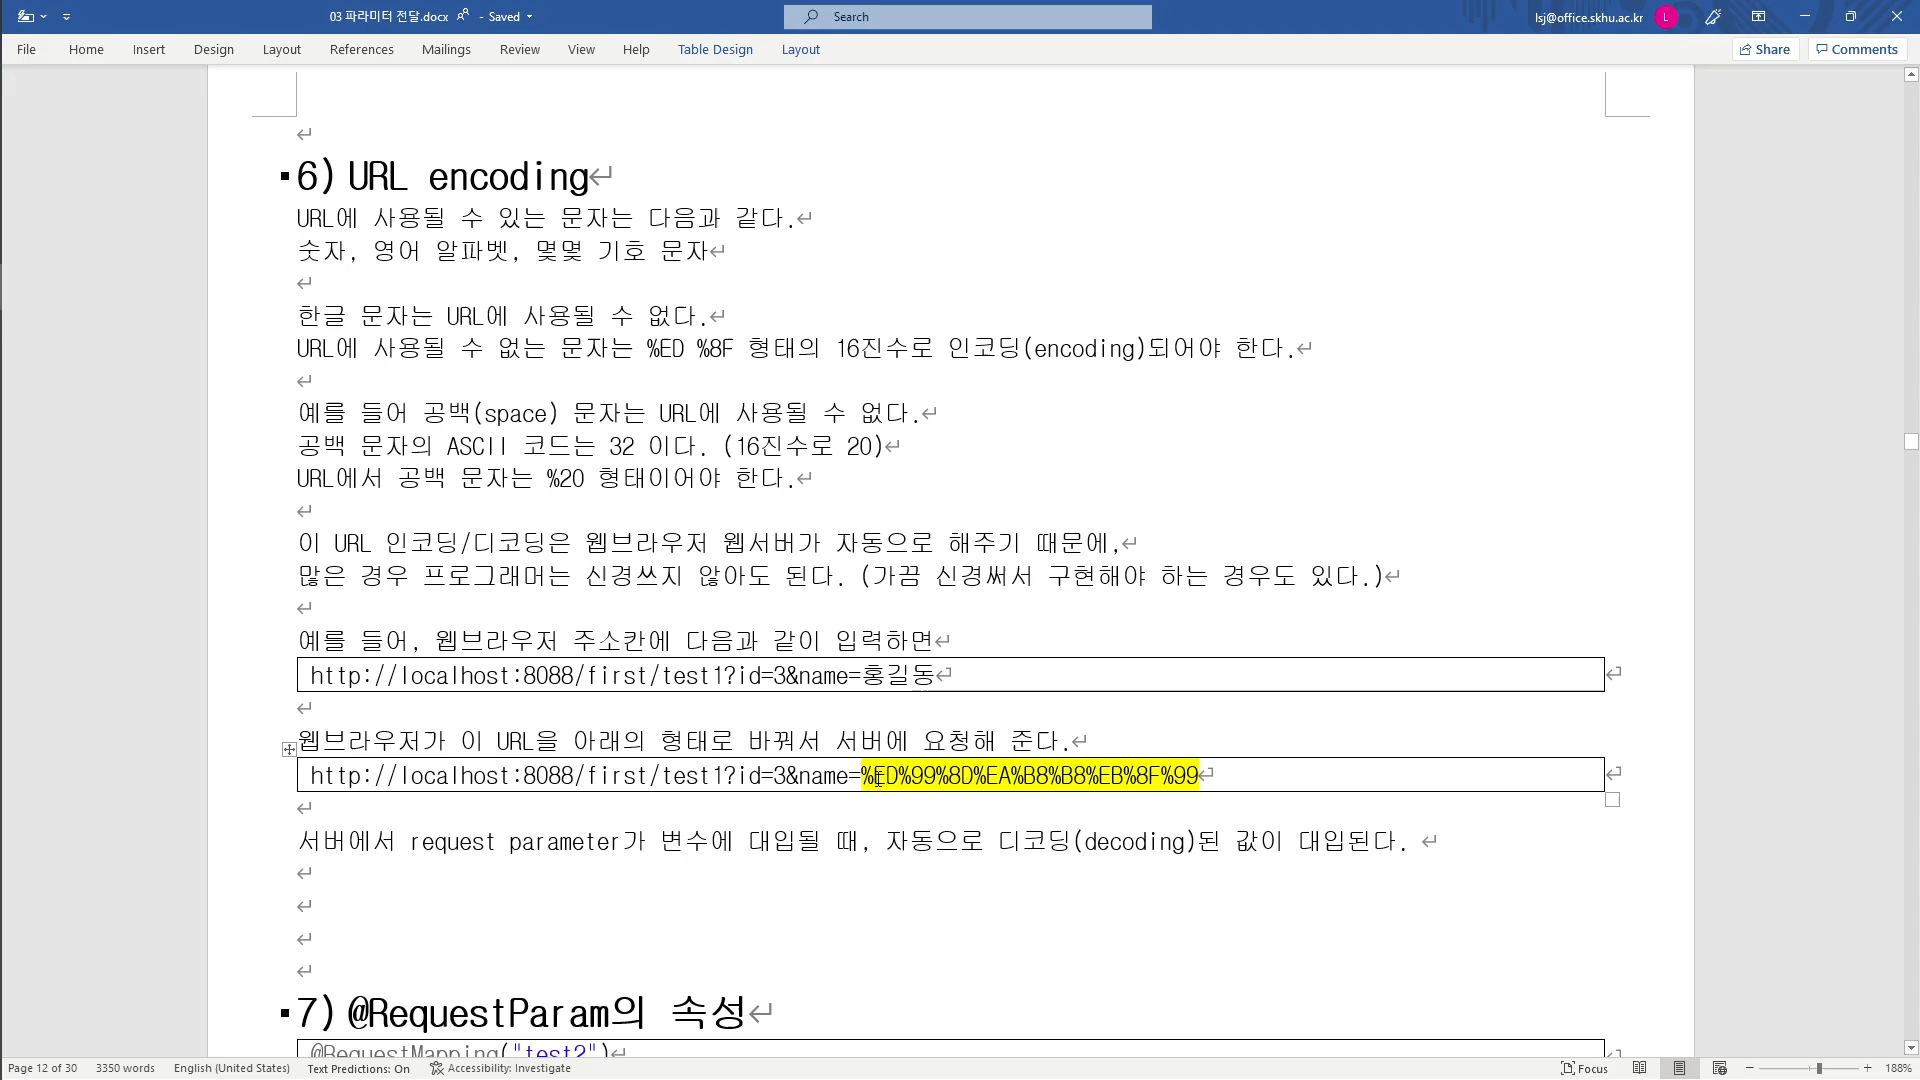 03 파라미터 전달.docx - Saved
Search
lsj@office.skhu.ac.kr L
File Home Insert Design Layout References Mailings Review View Help Table Design Layout Share Comments
6) URL encoding
URL에 사용될 수 있는 문자는 다음과 같다.
숫자, 영어 알파벳, 몇몇 기호 문자
한글 문자는 URL에 사용될 수 없다.
URL에 사용될 수 없는 문자는 %ED %8F 형태의 16진수로 인코딩(encoding)되어야 한다.
예를 들어 공백(space) 문자는 URL에 사용될 수 없다.
공백 문자의 ASCII 코드는 32 이다. (16진수로 20)
URL에서 공백 문자는 %20 형태이어야 한다.
이 URL 인코딩/디코딩은 웹브라우저 웹서버가 자동으로 해주기 때문에,
많은 경우 프로그래머는 신경쓰지 않아도 된다. (가끔 신경써서 구현해야 하는 경우도 있다.)
예를 들어, 웹브라우저 주소칸에 다음과 같이 입력하면
http://localhost:8088/first/test1?id=3&name=홍길동
웹브라우저가 이 URL을 아래의 형태로 바꿔서 서버에 요청해 준다.
http://localhost:8088/first/test1?id=3&name=%ED%99%8D%EA%B8%B8%EB%8F%99
서버에서 request parameter가 변수에 대입될 때, 자동으로 디코딩(decoding)된 값이 대입된다.
7) @RequestParam의 속성
@RequestMapping("test2")
Page 12 of 30 3350 words English (United States) Text Predictions: On Accessibility: Investigate Focus 188%